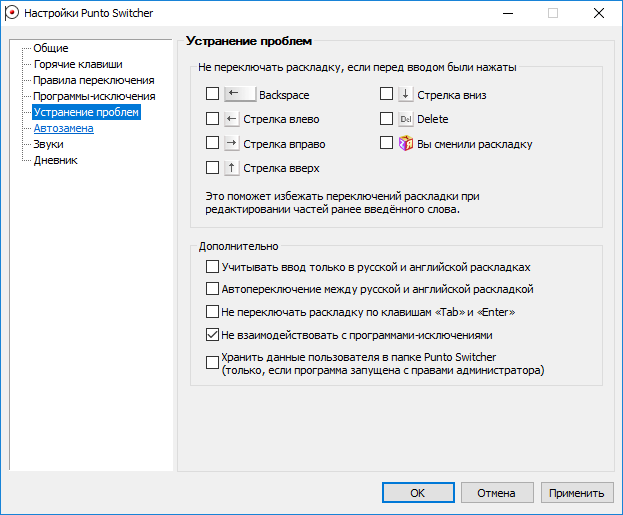 Настройки Punto Switcher
Общие
Горячие клавиши
Правила переключения
Программы-исключения
Устранение проблем
Автозамена
Звуки
Дневник
Устранение проблем
Не переключать раскладку, если перед вводом были нажаты
Backspace
Стрелка влево
Стрелка вправо
Стрелка вверх
Стрелка вниз
Del Delete
Вы сменили раскладку
Это поможет избежать переключений раскладки при
редактировании частей ранее введённого слова.
Дополнительно
Учитывать ввод только в русской и английской раскладках
Автопереключение между русской и английской раскладкой
Не переключать раскладку по клавишам «Tab» и «Enter»
Не взаимодействовать с программами-исключениями
Хранить данные пользователя в папке Punto Switcher
(только, если программа запущена с правами администратора)
OK
Отмена
Применить